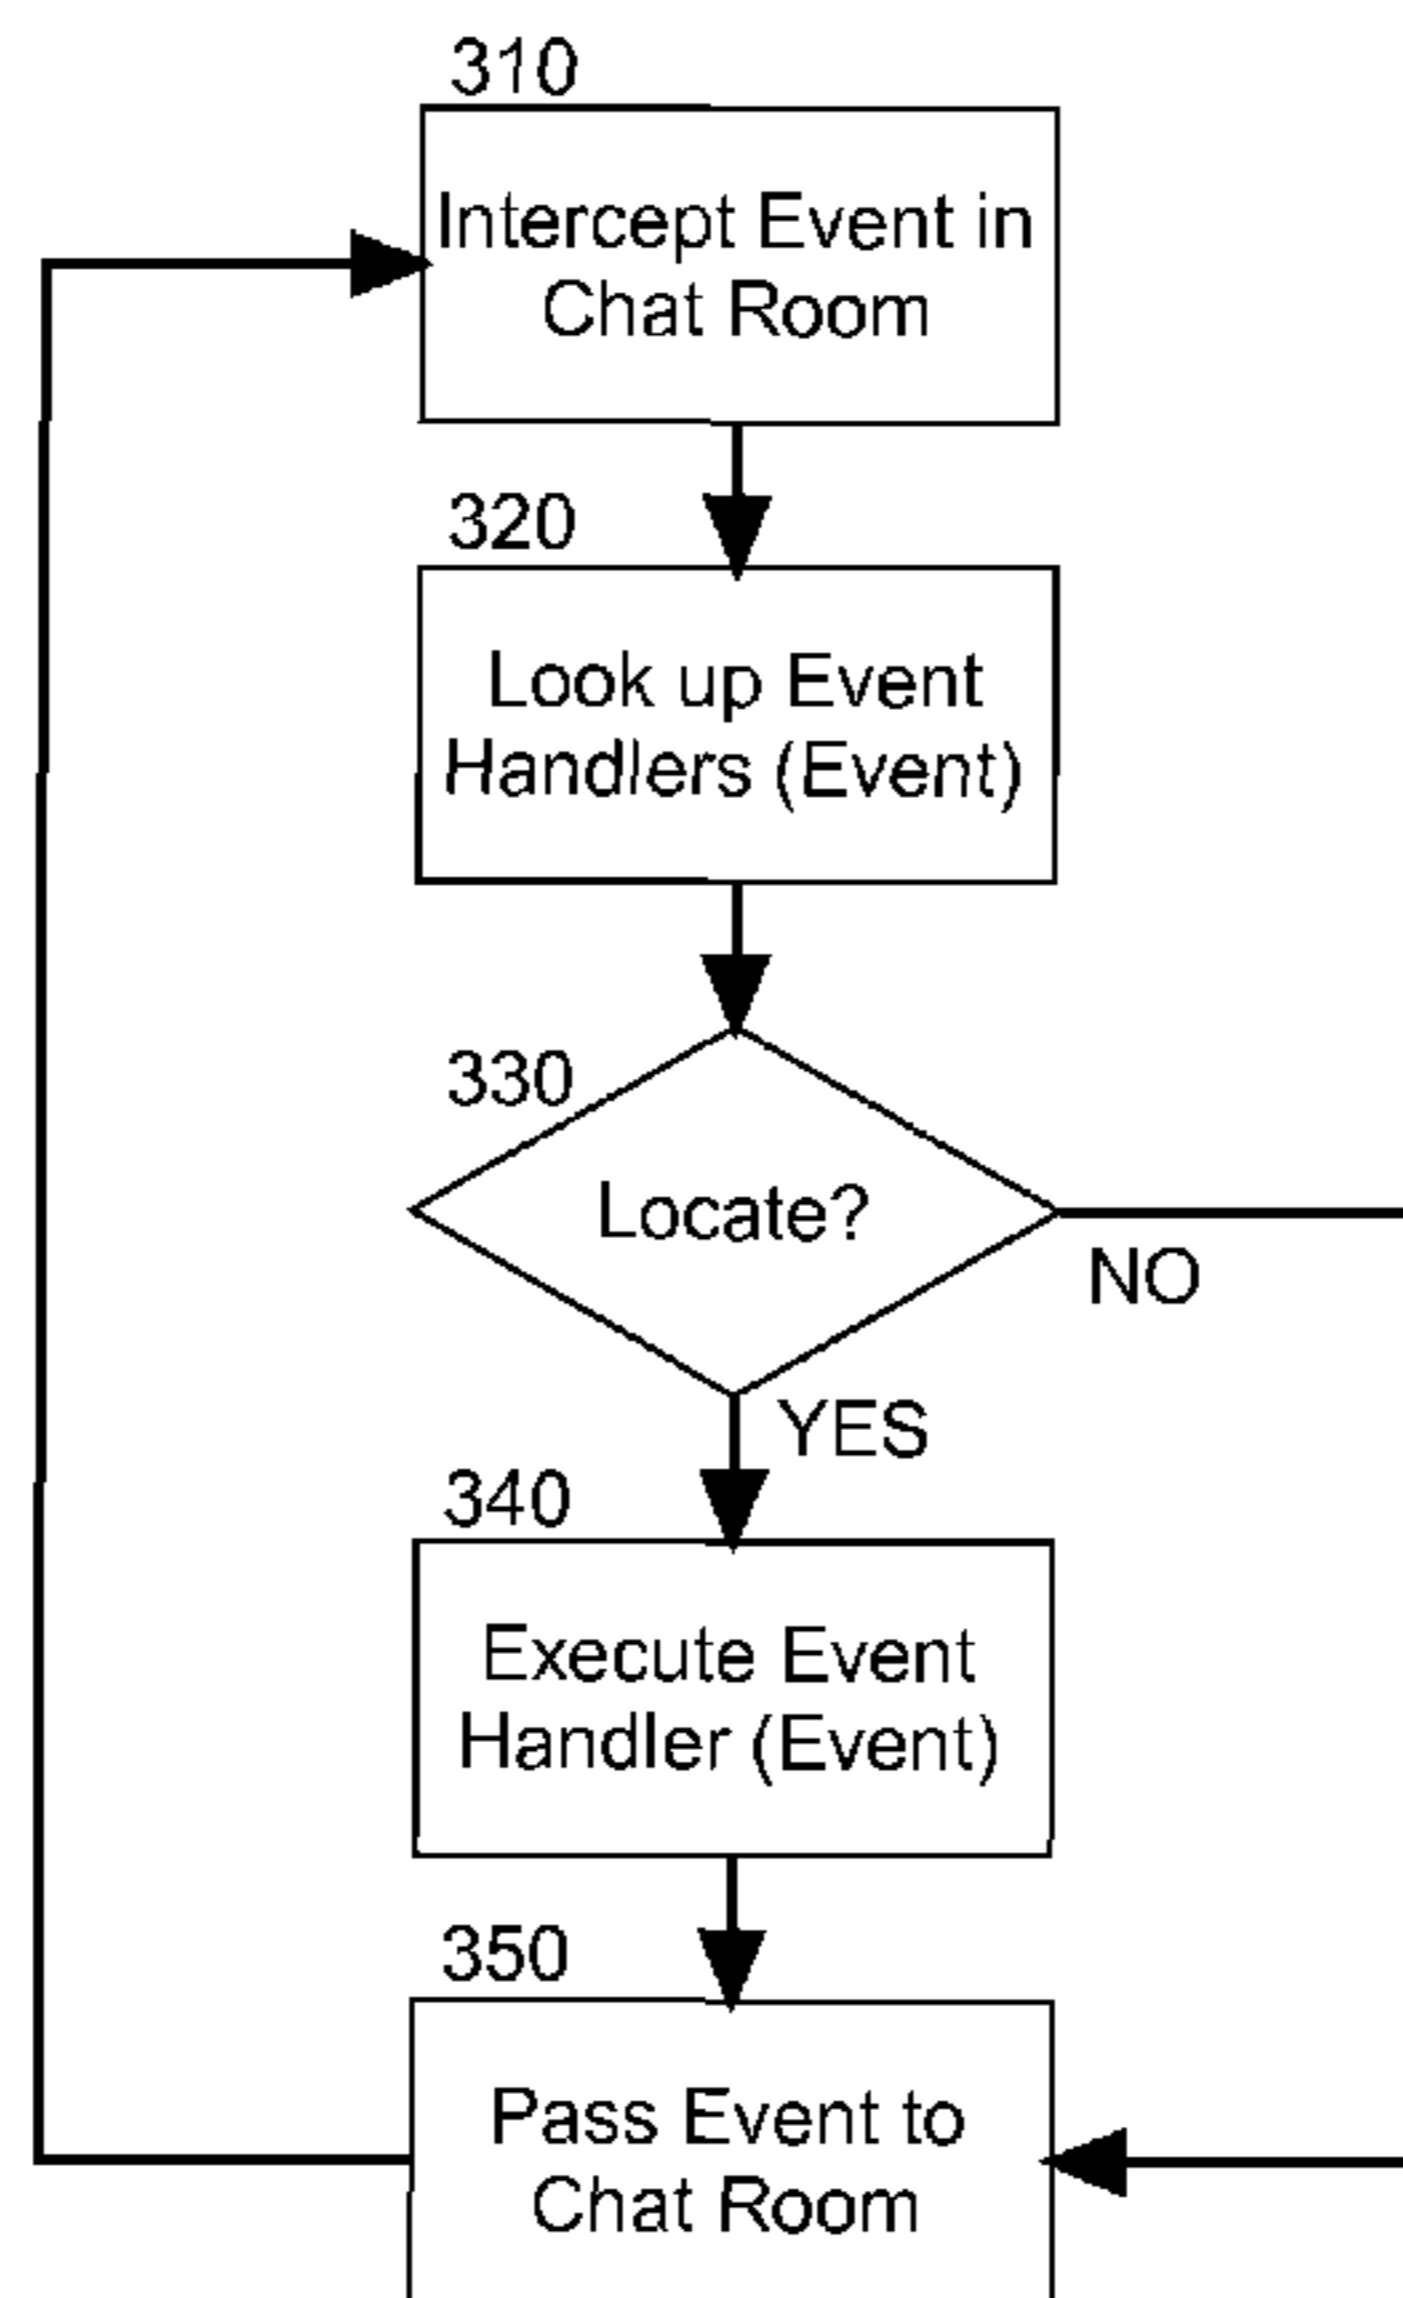 310
Intercept Event in
Chat Room
320
Look up Event
Handlers (Event)
330
Locate?
NO
YES
340
Execute Event
Handler (Event)
350
Pass Event to
Chat Room